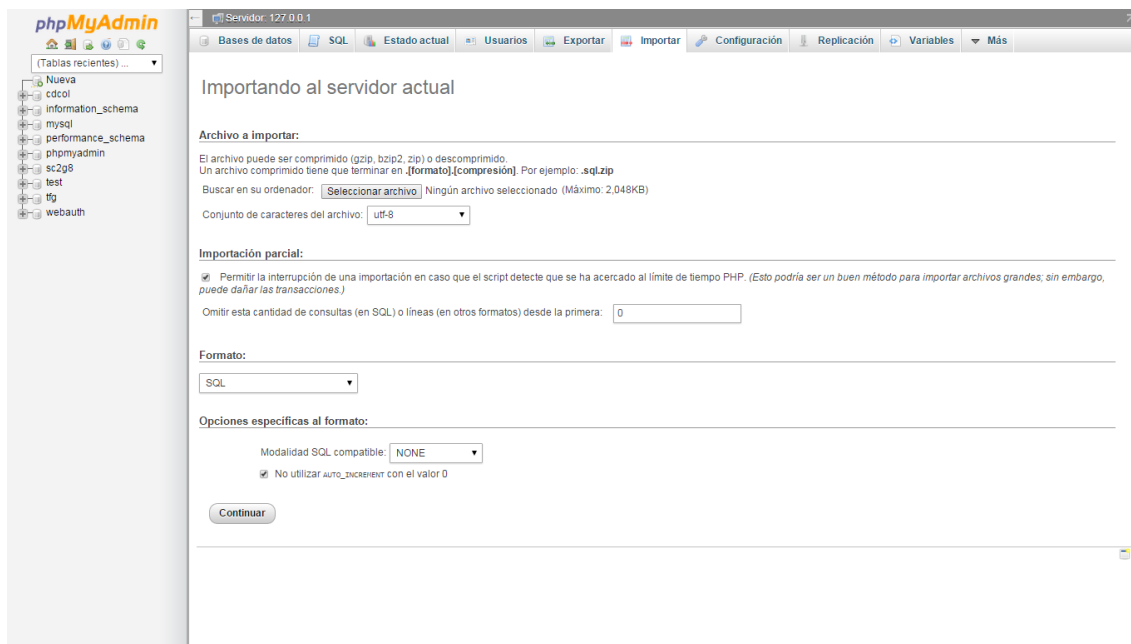 phpMyAdmin
(Tablas recientes) ...
Nueva
cdcol
information_schema
mysql
performance_schema
phpmyadmin
sc2g8
test
tfg
webauth
Servidor: 127.0.0.1
Bases de datos SQL Estado actual Usuarios Exportar Importar Configuración Replicación Variables Más
Importando al servidor actual
Archivo a importar:
El archivo puede ser comprimido (gzip, bzip2, zip) o descomprimido.
Un archivo comprimido tiene que terminar en .[formato].[compresión]. Por ejemplo: .sql.zip
Buscar en su ordenador: Seleccionar archivo Ningún archivo seleccionado (Máximo: 2,048KB)
Conjunto de caracteres del archivo: utf-8
Importación parcial:
Permitir la interrupción de una importación en caso que el script detecte que se ha acercado al límite de tiempo PHP. (Esto podría ser un buen método para importar archivos grandes; sin embargo,
puede dañar las transacciones.)
Omitir esta cantidad de consultas (en SQL) o líneas (en otros formatos) desde la primera: 0
Formato:
SQL
Opciones específicas al formato:
Modalidad SQL compatible: NONE
No utilizar AUTO_INCREMENT con el valor 0
Continuar